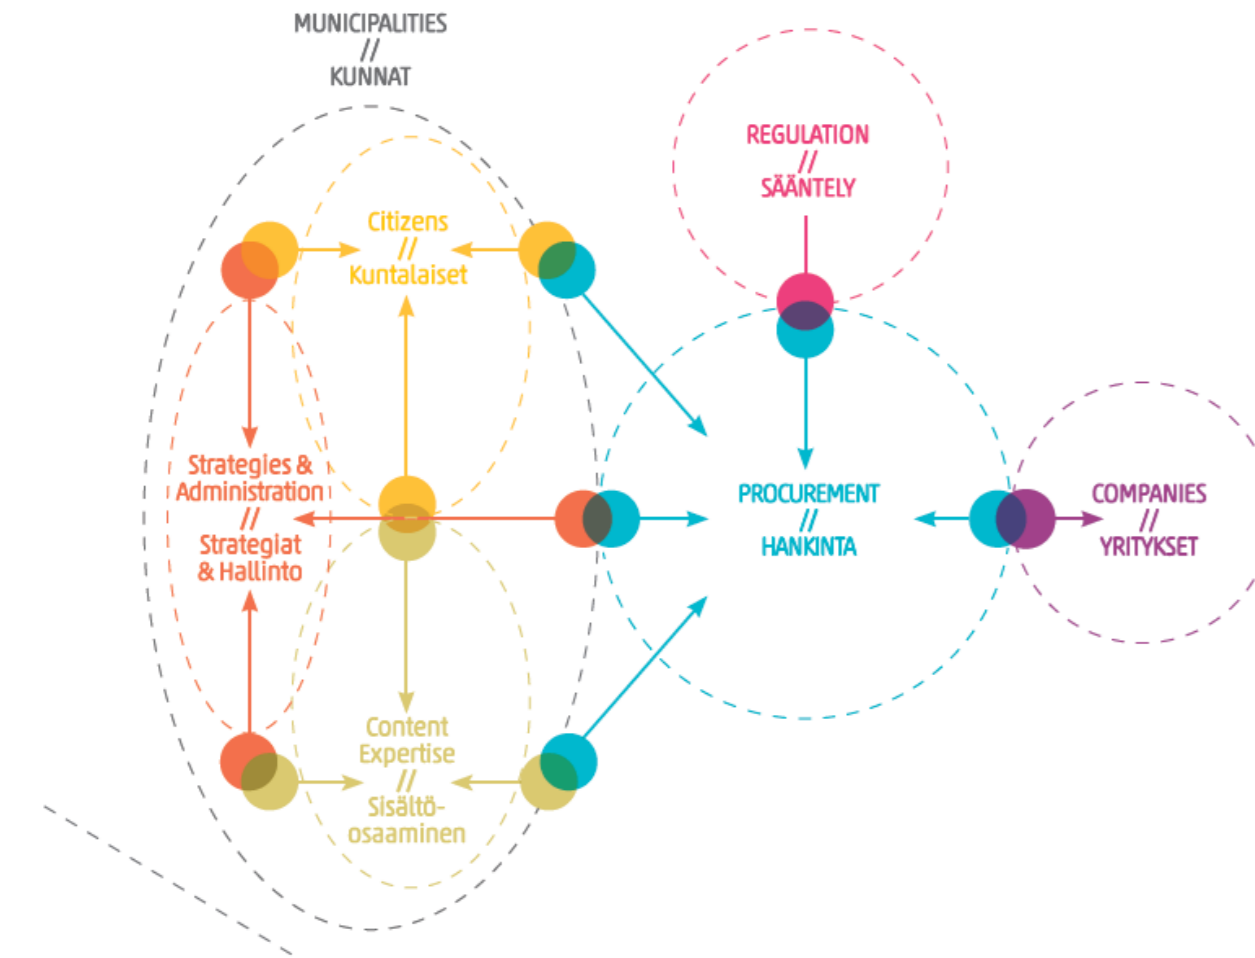 MUNICIPALITIES
//
KUNNAT
REGULATION
//
SÄÄNTELY
Citizens
//
Kuntalaiset
Strategies &
Administration
//
Strategiat
& Hallinto
PROCUREMENT
//
HANKINTA
COMPANIES
//
YRITYKSET
Content
Expertise
//
Sisältö-
osaaminen